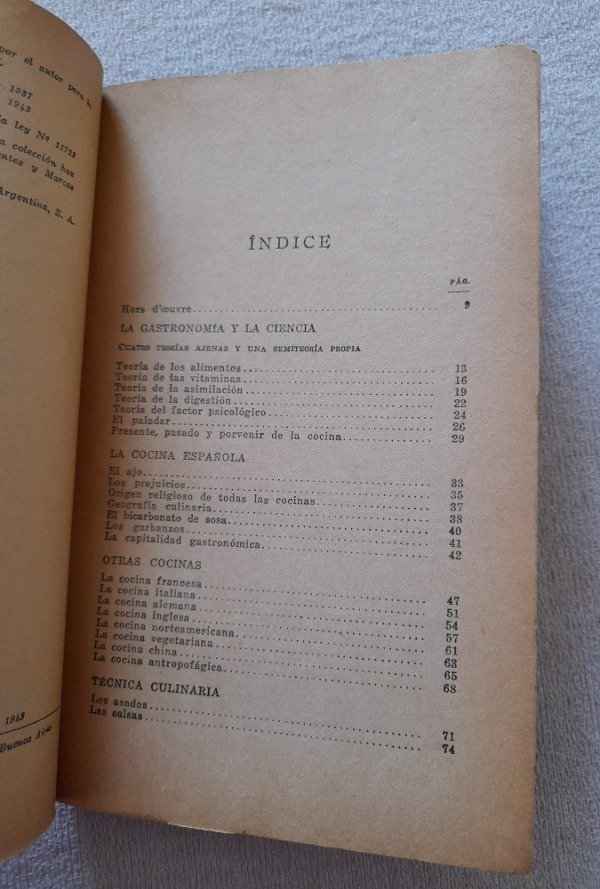 por el autor para la
1937
1943
la ley Nº 11723
a colección han
entes y Marcas
Argentina, S. A.
1943
Buenos Aires
ÍNDICE
PÁG.
Hors d'œuvre 9
LA GASTRONOMÍA Y LA CIENCIA
CUATRO TEORÍAS AJENAS Y UNA SEMITEORÍA PROPIA
Teoría de los alimentos 13
Teoría de las vitaminas 16
Teoría de la asimilación 19
Teoría de la digestión 22
Teoría del factor psicológico 24
El paladar 26
Presente, pasado y porvenir de la cocina 29
LA COCINA ESPAÑOLA
El ajo 33
Los prejuicios 35
Origen religioso de todas las cocinas 37
Geografía culinaria 38
El bicarbonato de sosa 40
Los garbanzos 41
La capitalidad gastronómica 42
OTRAS COCINAS
La cocina francesa 47
La cocina italiana 51
La cocina alemana 54
La cocina inglesa 57
La cocina norteamericana 61
La cocina vegetariana 63
La cocina china 65
La cocina antropofágica 68
TÉCNICA CULINARIA
Los asados 71
Las salsas 74